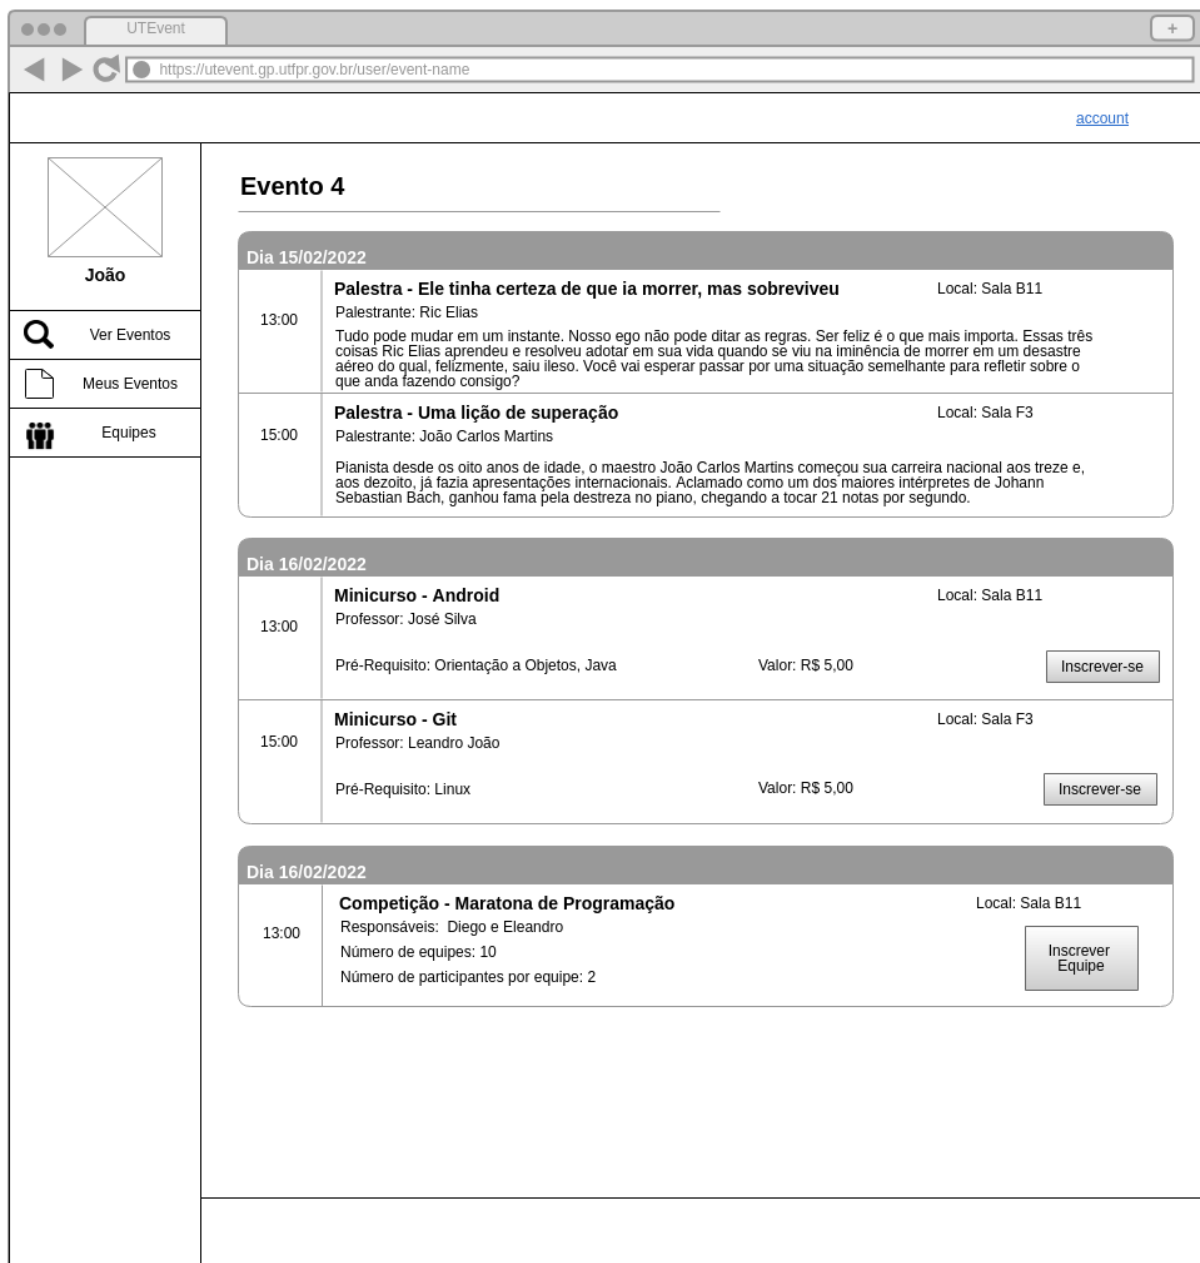 UTEvent
+
https://utevent.gp.utfpr.gov.br/user/event-name
account
João
Ver Eventos
Meus Eventos
Equipes
Evento 4
Dia 15/02/2022
13:00
Palestra - Ele tinha certeza de que ia morrer, mas sobreviveu
Local: Sala B11
Palestrante: Ric Elias
Tudo pode mudar em um instante. Nosso ego não pode ditar as regras. Ser feliz é o que mais importa. Essas três
coisas Ric Elias aprendeu e resolveu adotar em sua vida quando se viu na iminência de morrer em um desastre
aéreo do qual, felizmente, saiu ileso. Você vai esperar passar por uma situação semelhante para refletir sobre o
que anda fazendo consigo?
15:00
Palestra - Uma lição de superação
Local: Sala F3
Palestrante: João Carlos Martins
Pianista desde os oito anos de idade, o maestro João Carlos Martins começou sua carreira nacional aos treze e,
aos dezoito, já fazia apresentações internacionais. Aclamado como um dos maiores intérpretes de Johann
Sebastian Bach, ganhou fama pela destreza no piano, chegando a tocar 21 notas por segundo.
Dia 16/02/2022
13:00
Minicurso - Android
Local: Sala B11
Professor: José Silva
Pré-Requisito: Orientação a Objetos, Java
Valor: R$ 5,00
Inscrever-se
15:00
Minicurso - Git
Local: Sala F3
Professor: Leandro João
Pré-Requisito: Linux
Valor: R$ 5,00
Inscrever-se
Dia 16/02/2022
13:00
Competição - Maratona de Programação
Local: Sala B11
Responsáveis:  Diego e Eleandro
Número de equipes: 10
Número de participantes por equipe: 2
Inscrever
Equipe